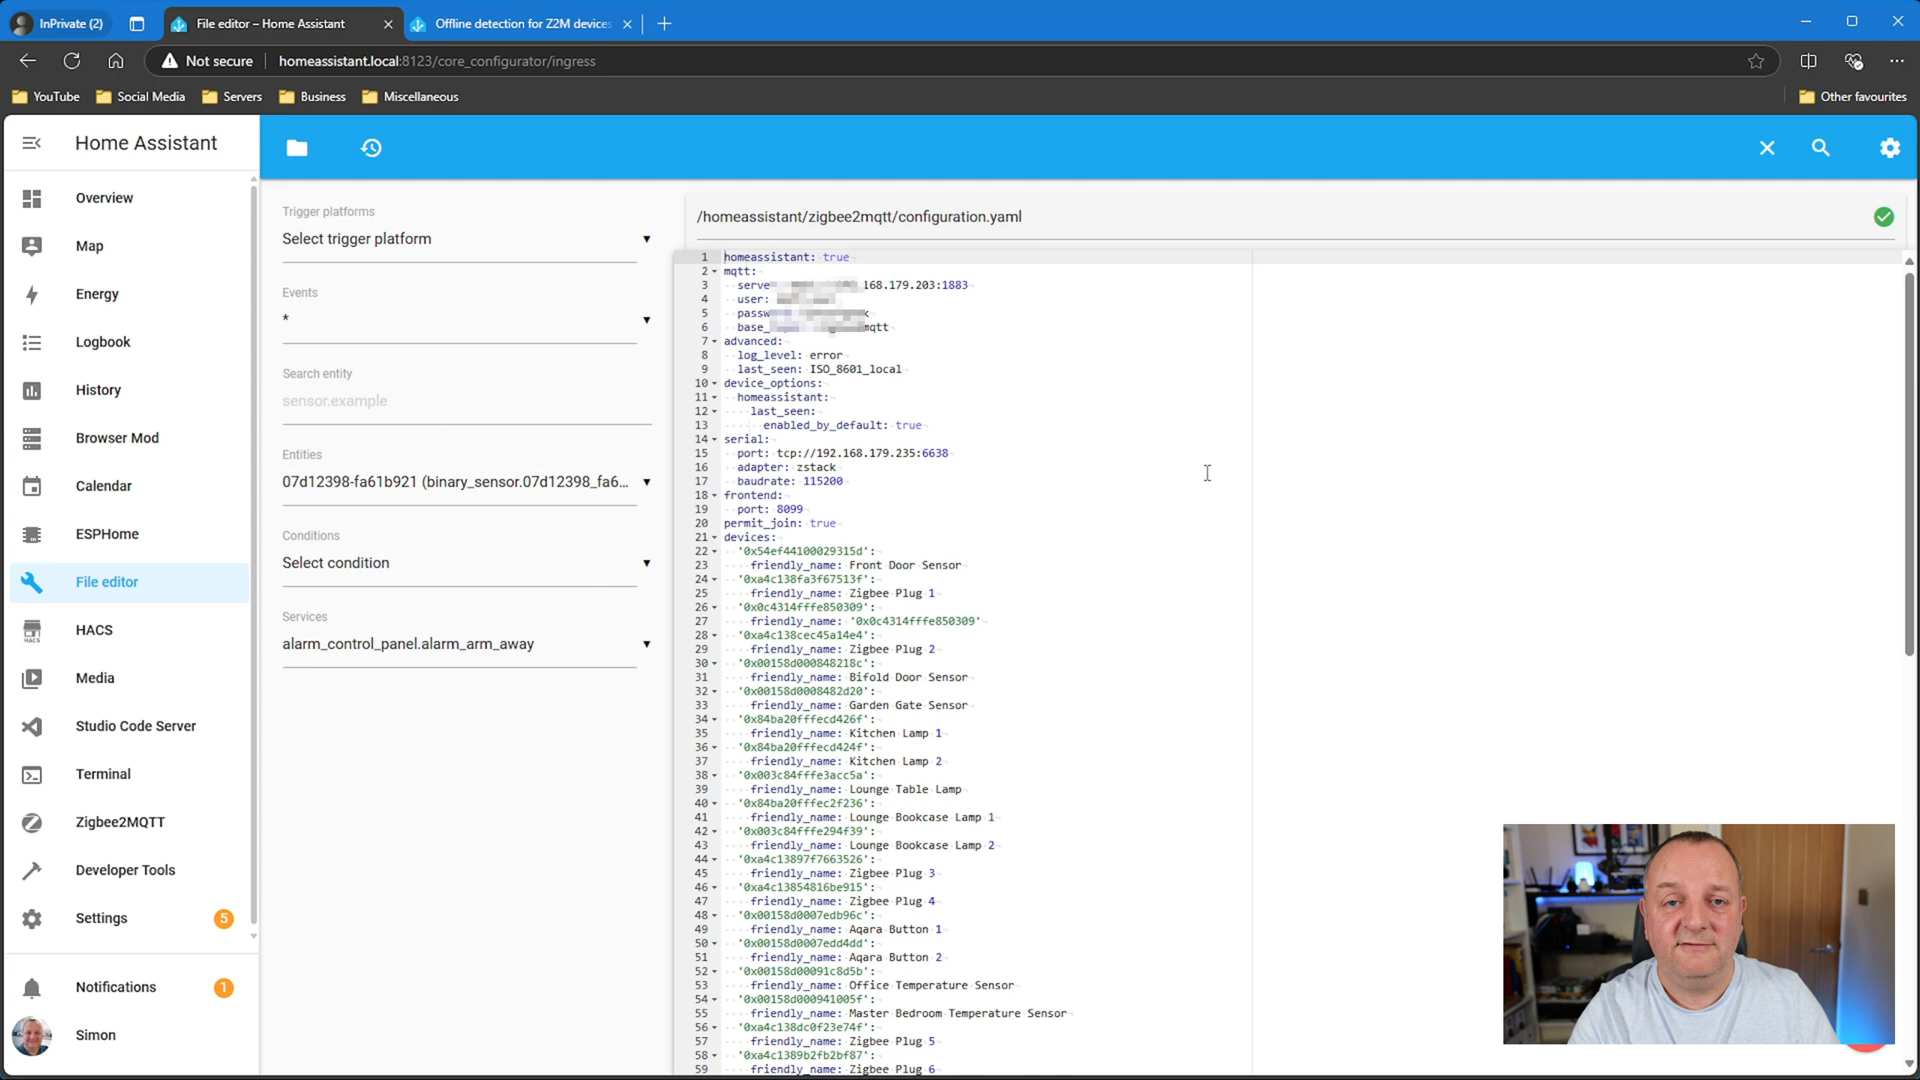 InPrivate (2)
File editor – Home Assistant
Offline detection for Z2M devices
Not secure
homeassistant.local:8123/core_configurator/ingress
YouTube
Social Media
Servers
Business
Miscellaneous
Other favourites
Home Assistant
Overview
Map
Energy
Logbook
History
Browser Mod
Calendar
ESPHome
File editor
HACS
HACS
Media
Studio Code Server
Terminal
Zigbee2MQTT
Developer Tools
Settings
5
Notifications
1
Simon
Trigger platforms
Select trigger platform
Events
*
Search entity
sensor.example
Entities
07d12398-fa61b921 (binary_sensor.07d12398_fa6...
Conditions
Select condition
Services
alarm_control_panel.alarm_arm_away
/homeassistant/zigbee2mqtt/configuration.yaml
1 homeassistant: true
2 mqtt:
3 serve 168.179.203:1883
4 user:
5 passw k
6 base_ mqtt
7 advanced:
8 log_level: error
9 last_seen: ISO_8601_local
10 device_options:
11 homeassistant:
12 last_seen:
13 enabled_by_default: true
14 serial:
15 port: tcp://192.168.179.235:6638
16 adapter: zstack
17 baudrate: 115200
18 frontend:
19 port: 8099
20 permit_join: true
21 devices:
22 '0x54ef44100029315d':
23 friendly_name: Front Door Sensor
24 '0xa4c138fa3f67513f':
25 friendly_name: Zigbee Plug 1
26 '0x0c4314fffe850309':
27 friendly_name: '0x0c4314fffe850309'
28 '0xa4c138cec45a14e4':
29 friendly_name: Zigbee Plug 2
30 '0x00158d000848218c':
31 friendly_name: Bifold Door Sensor
32 '0x00158d0008482d20':
33 friendly_name: Garden Gate Sensor
34 '0x84ba20fffecd426f':
35 friendly_name: Kitchen Lamp 1
36 '0x84ba20fffecd424f':
37 friendly_name: Kitchen Lamp 2
38 '0x003c84fffe3acc5a':
39 friendly_name: Lounge Table Lamp
40 '0x84ba20fffec2f236':
41 friendly_name: Lounge Bookcase Lamp 1
42 '0x003c84fffe294f39':
43 friendly_name: Lounge Bookcase Lamp 2
44 '0xa4c13897f7663526':
45 friendly_name: Zigbee Plug 3
46 '0xa4c13854816be915':
47 friendly_name: Zigbee Plug 4
48 '0x00158d0007edb96c':
49 friendly_name: Aqara Button 1
50 '0x00158d0007edd4dd':
51 friendly_name: Aqara Button 2
52 '0x00158d00091c8d5b':
53 friendly_name: Office Temperature Sensor
54 '0x00158d000941005f':
55 friendly_name: Master Bedroom Temperature Sensor
56 '0xa4c138dc0f23e74f':
57 friendly_name: Zigbee Plug 5
58 '0xa4c1389b2fb2bf87':
59 friendly_name: Zigbee Plug 6